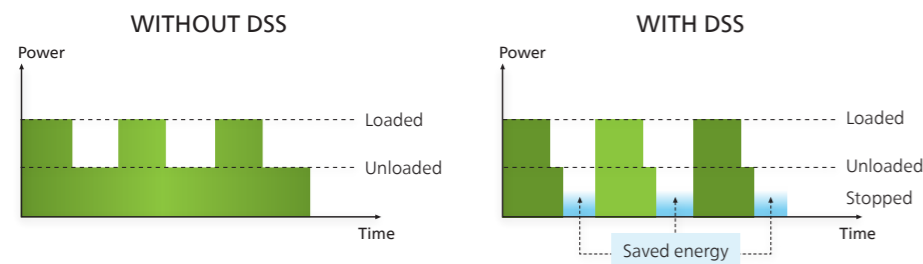 WITHOUT DSS
Power
Loaded
Unloaded
Time
WITH DSS
Power
Loaded
Unloaded
Stopped
Time
Saved energy